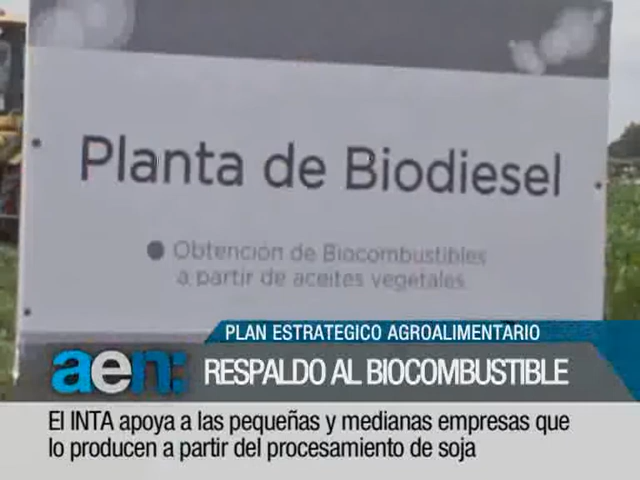 Planta de Biodiesel
● Obtención de Biocombustibles
a partir de aceites vegetales
PLAN ESTRATEGICO AGROALIMENTARIO
aen:
RESPALDO AL BIOCOMBUSTIBLE
El INTA apoya a las pequeñas y medianas empresas que
lo producen a partir del procesamiento de soja